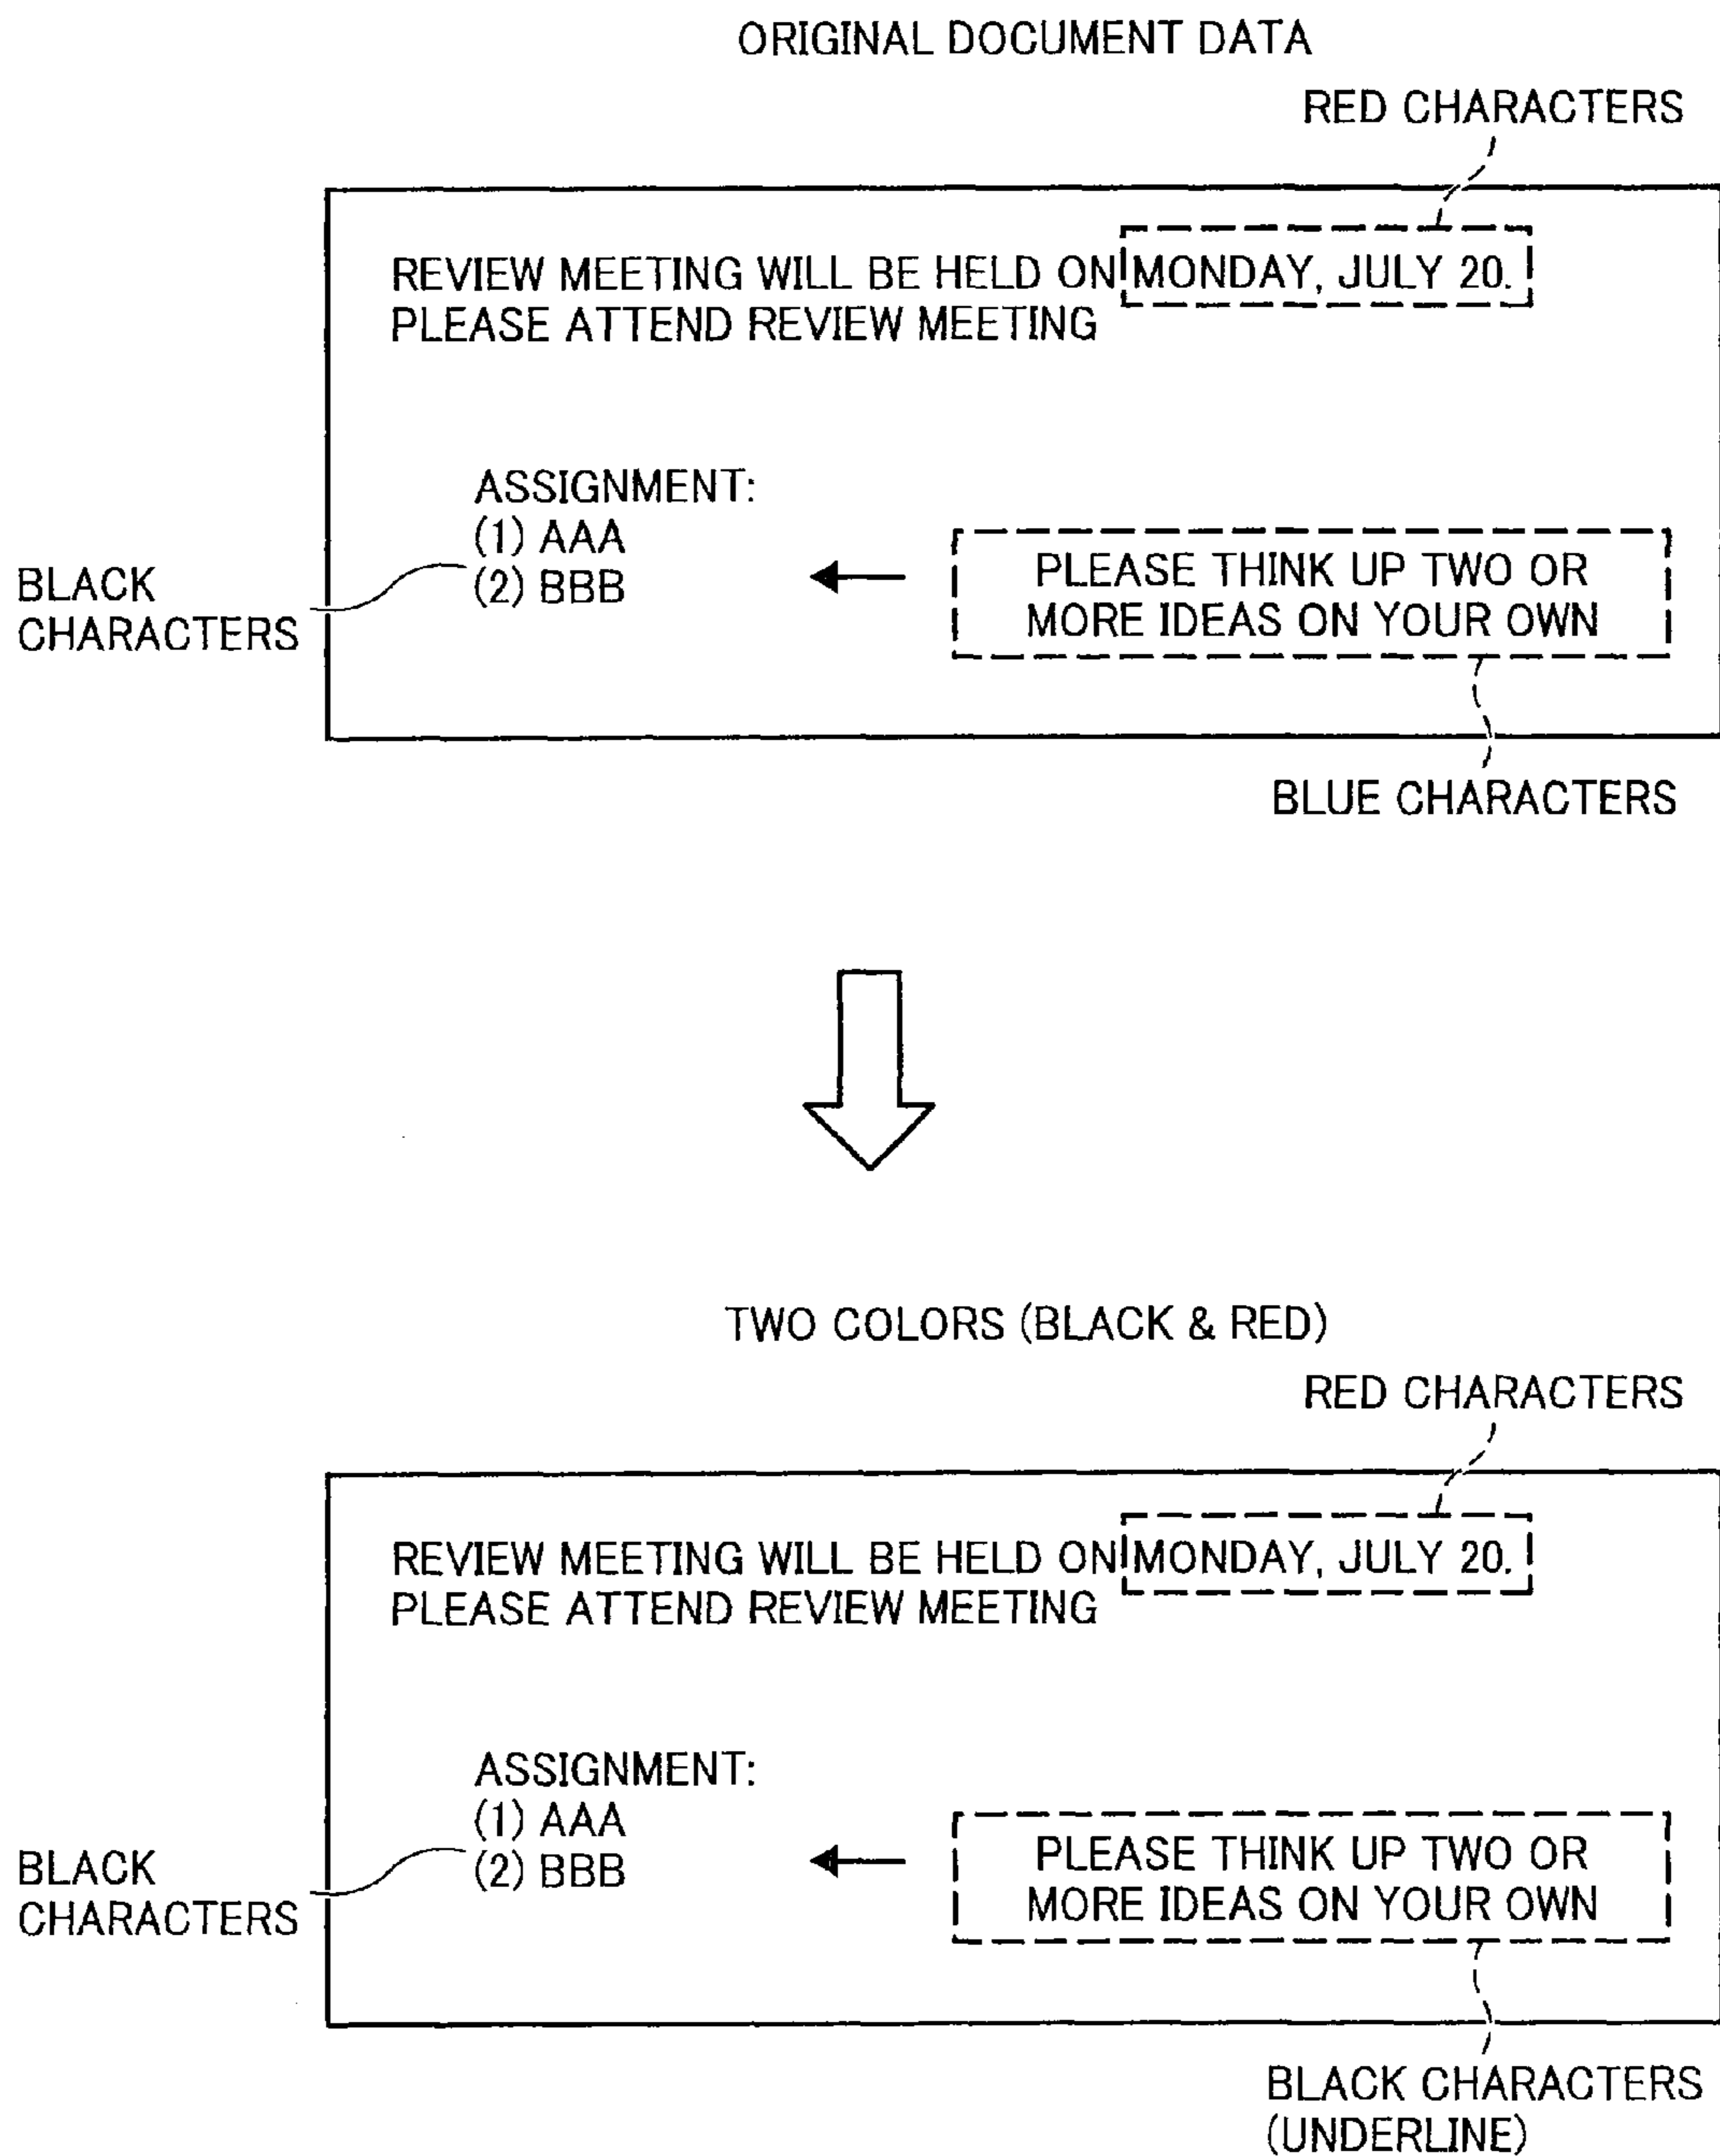 ORIGINAL DOCUMENT DATA
RED CHARACTERS
REVIEW MEETING WILL BE HELD ON MONDAY, JULY 20.
PLEASE ATTEND REVIEW MEETING
ASSIGNMENT:
(1) AAA
(2) BBB
PLEASE THINK UP TWO OR
MORE IDEAS ON YOUR OWN
BLACK
CHARACTERS
BLUE CHARACTERS
TWO COLORS (BLACK & RED)
RED CHARACTERS
REVIEW MEETING WILL BE HELD ON MONDAY, JULY 20.
PLEASE ATTEND REVIEW MEETING
ASSIGNMENT:
(1) AAA
(2) BBB
PLEASE THINK UP TWO OR
MORE IDEAS ON YOUR OWN
BLACK
CHARACTERS
BLACK CHARACTERS
(UNDERLINE)